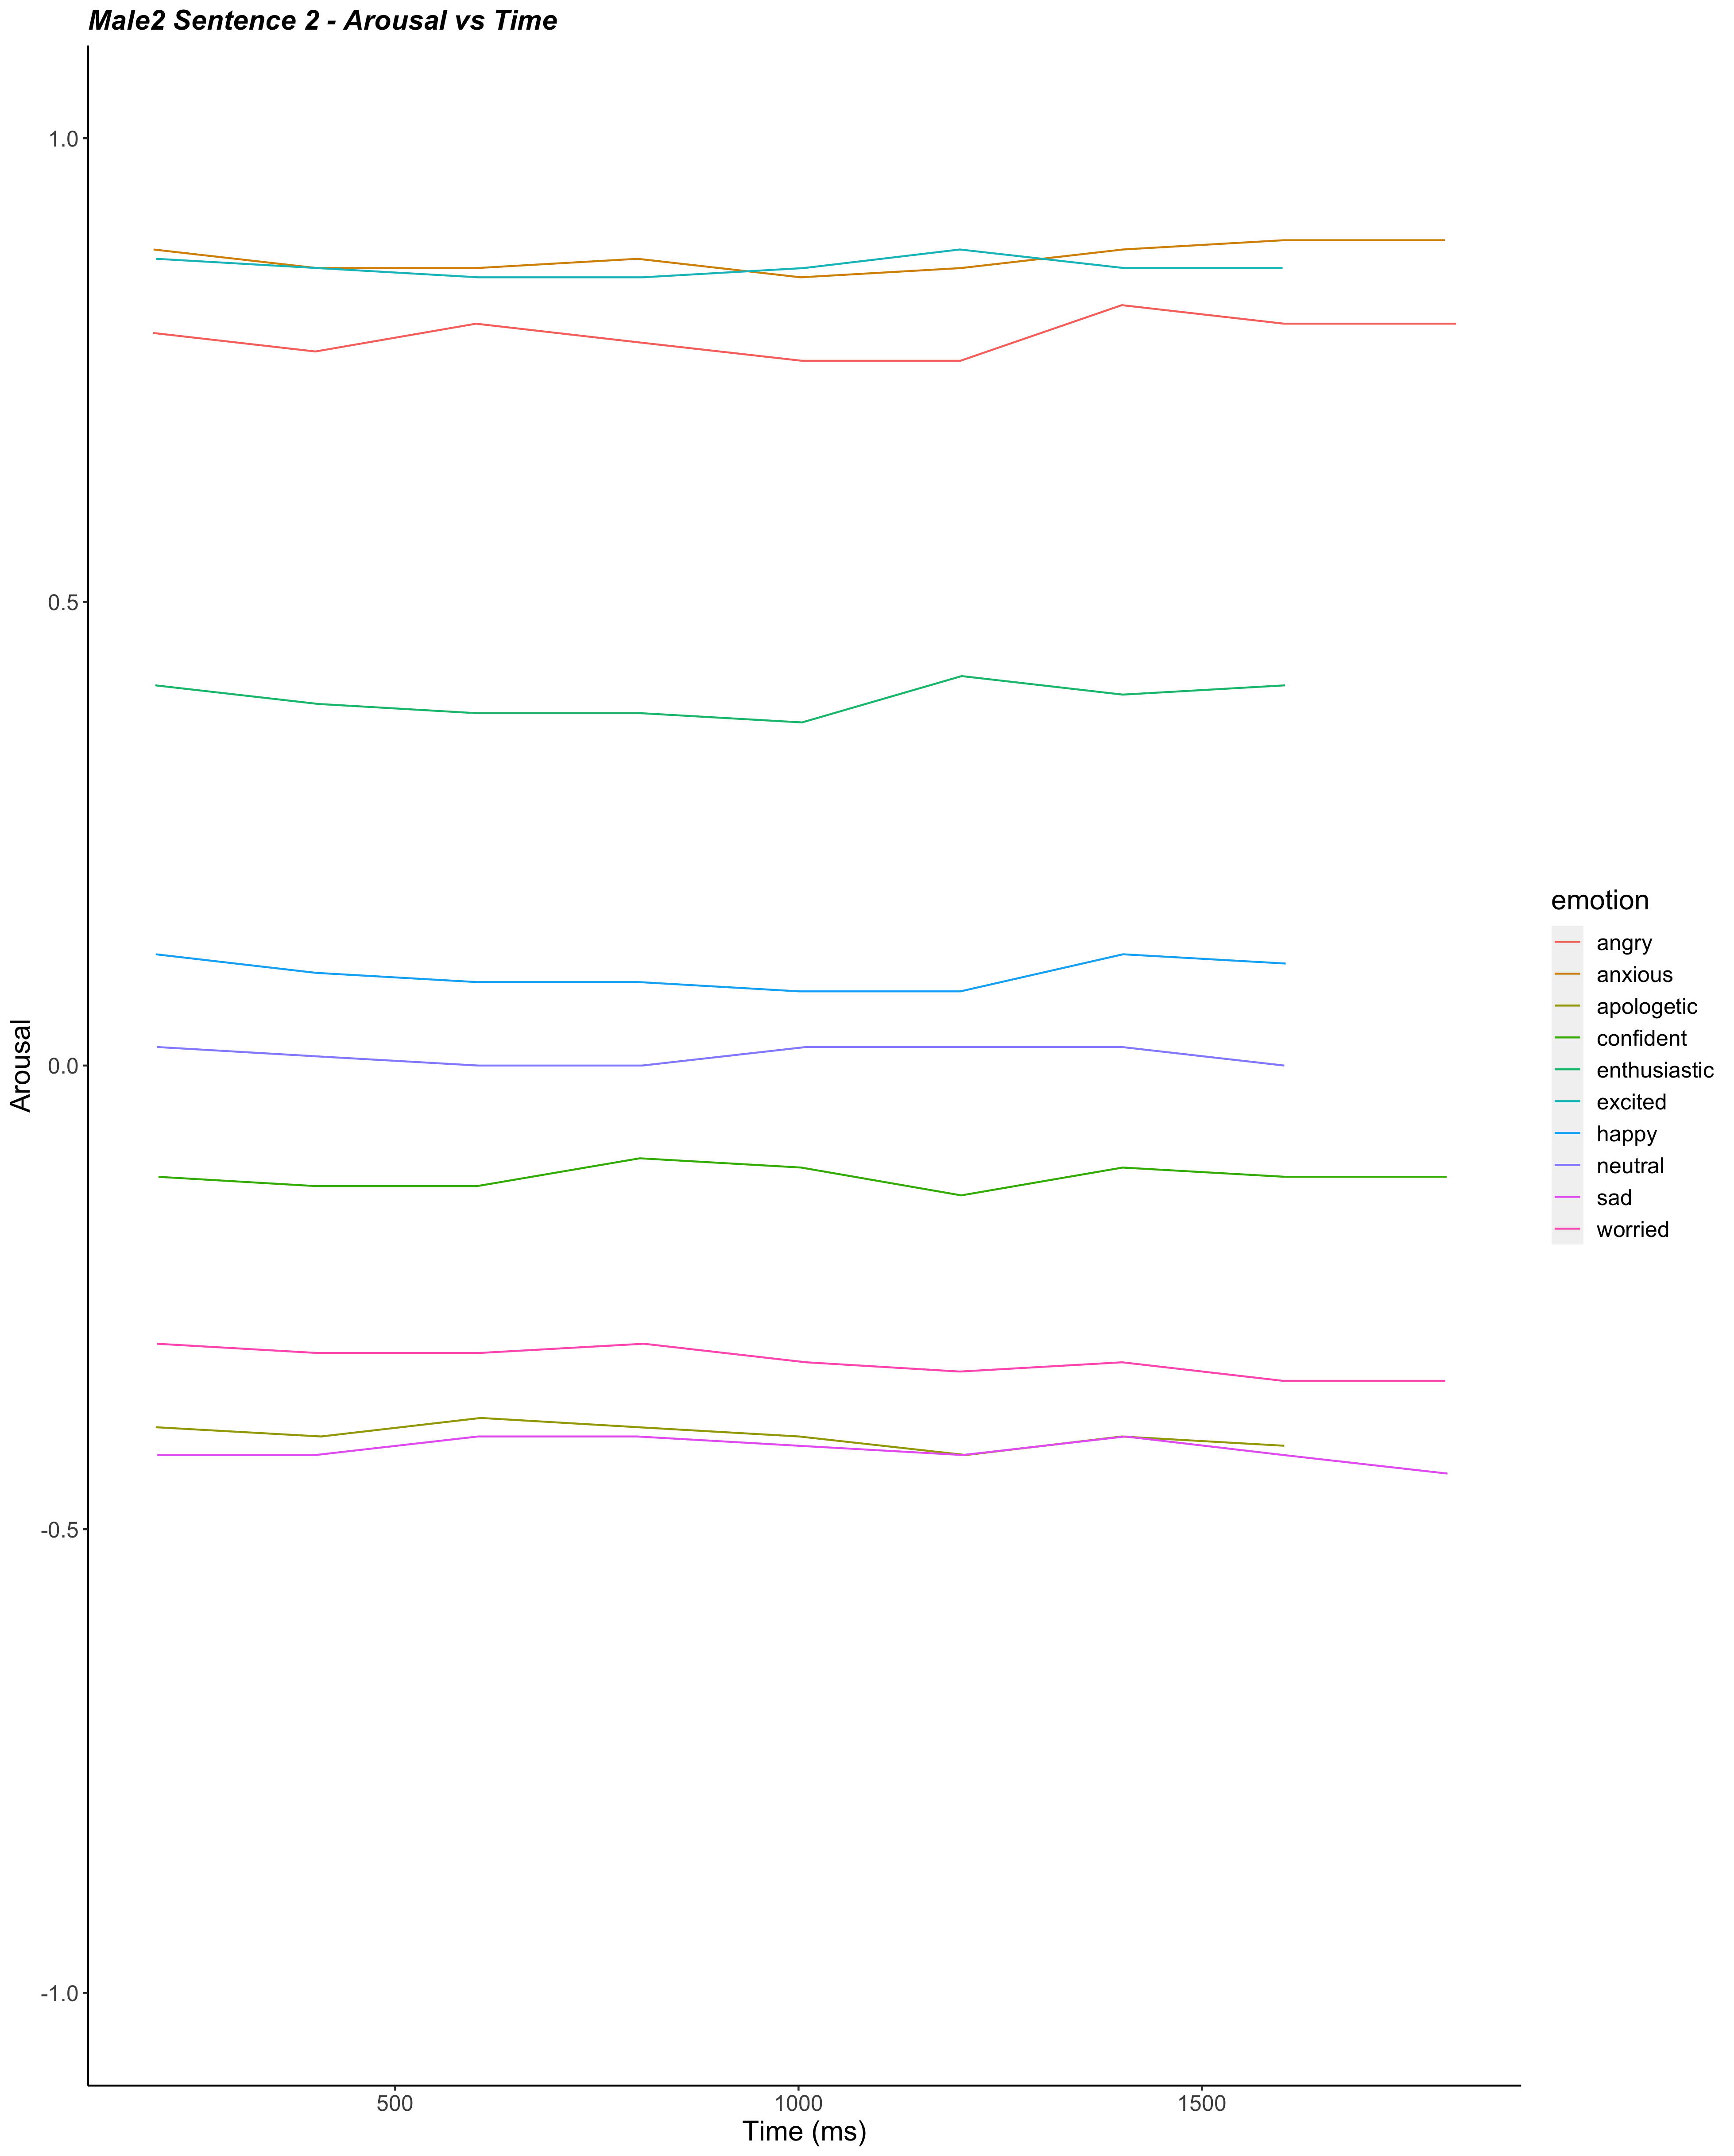 Male2 Sentence 2 - Arousal vs Time
1.0
0.5
0.0
-0.5
-1.0
Arousal
500 1000 1500
Time (ms)
emotion
angry
anxious
apologetic
confident
enthusiastic
excited
happy
neutral
sad
worried